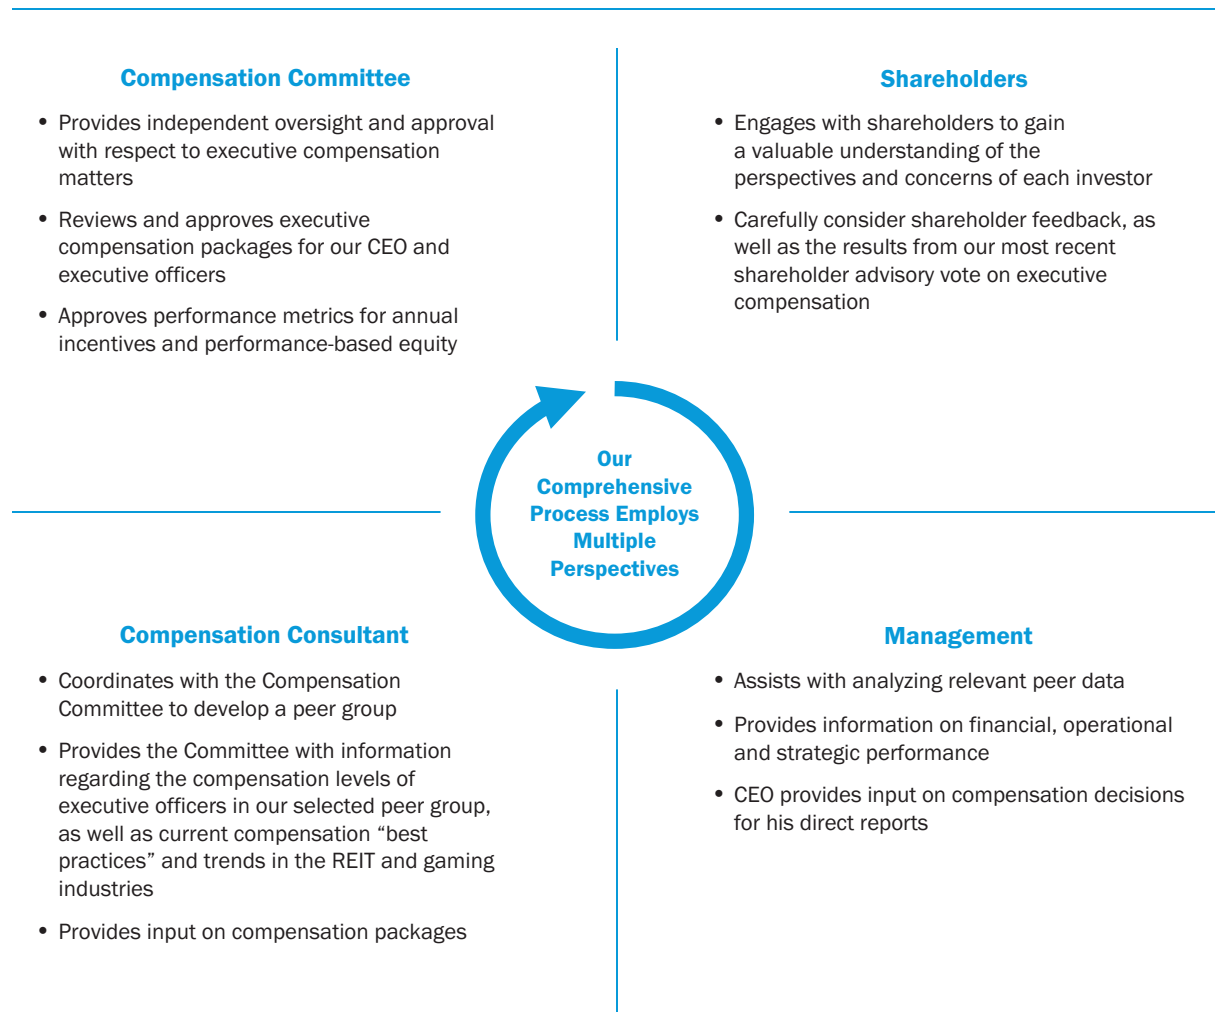 Compensation Committee
• Provides independent oversight and approval
with respect to executive compensation
matters
• Reviews and approves executive
compensation packages for our CEO and
executive officers
• Approves performance metrics for annual
incentives and performance-based equity
Shareholders
• Engages with shareholders to gain
a valuable understanding of the
perspectives and concerns of each investor
• Carefully consider shareholder feedback, as
well as the results from our most recent
shareholder advisory vote on executive
compensation
Our
Comprehensive
Process Employs
Multiple
Perspectives
Compensation Consultant
• Coordinates with the Compensation
Committee to develop a peer group
• Provides the Committee with information
regarding the compensation levels of
executive officers in our selected peer group,
as well as current compensation “best
practices” and trends in the REIT and gaming
industries
• Provides input on compensation packages
Management
• Assists with analyzing relevant peer data
• Provides information on financial, operational
and strategic performance
• CEO provides input on compensation decisions
for his direct reports